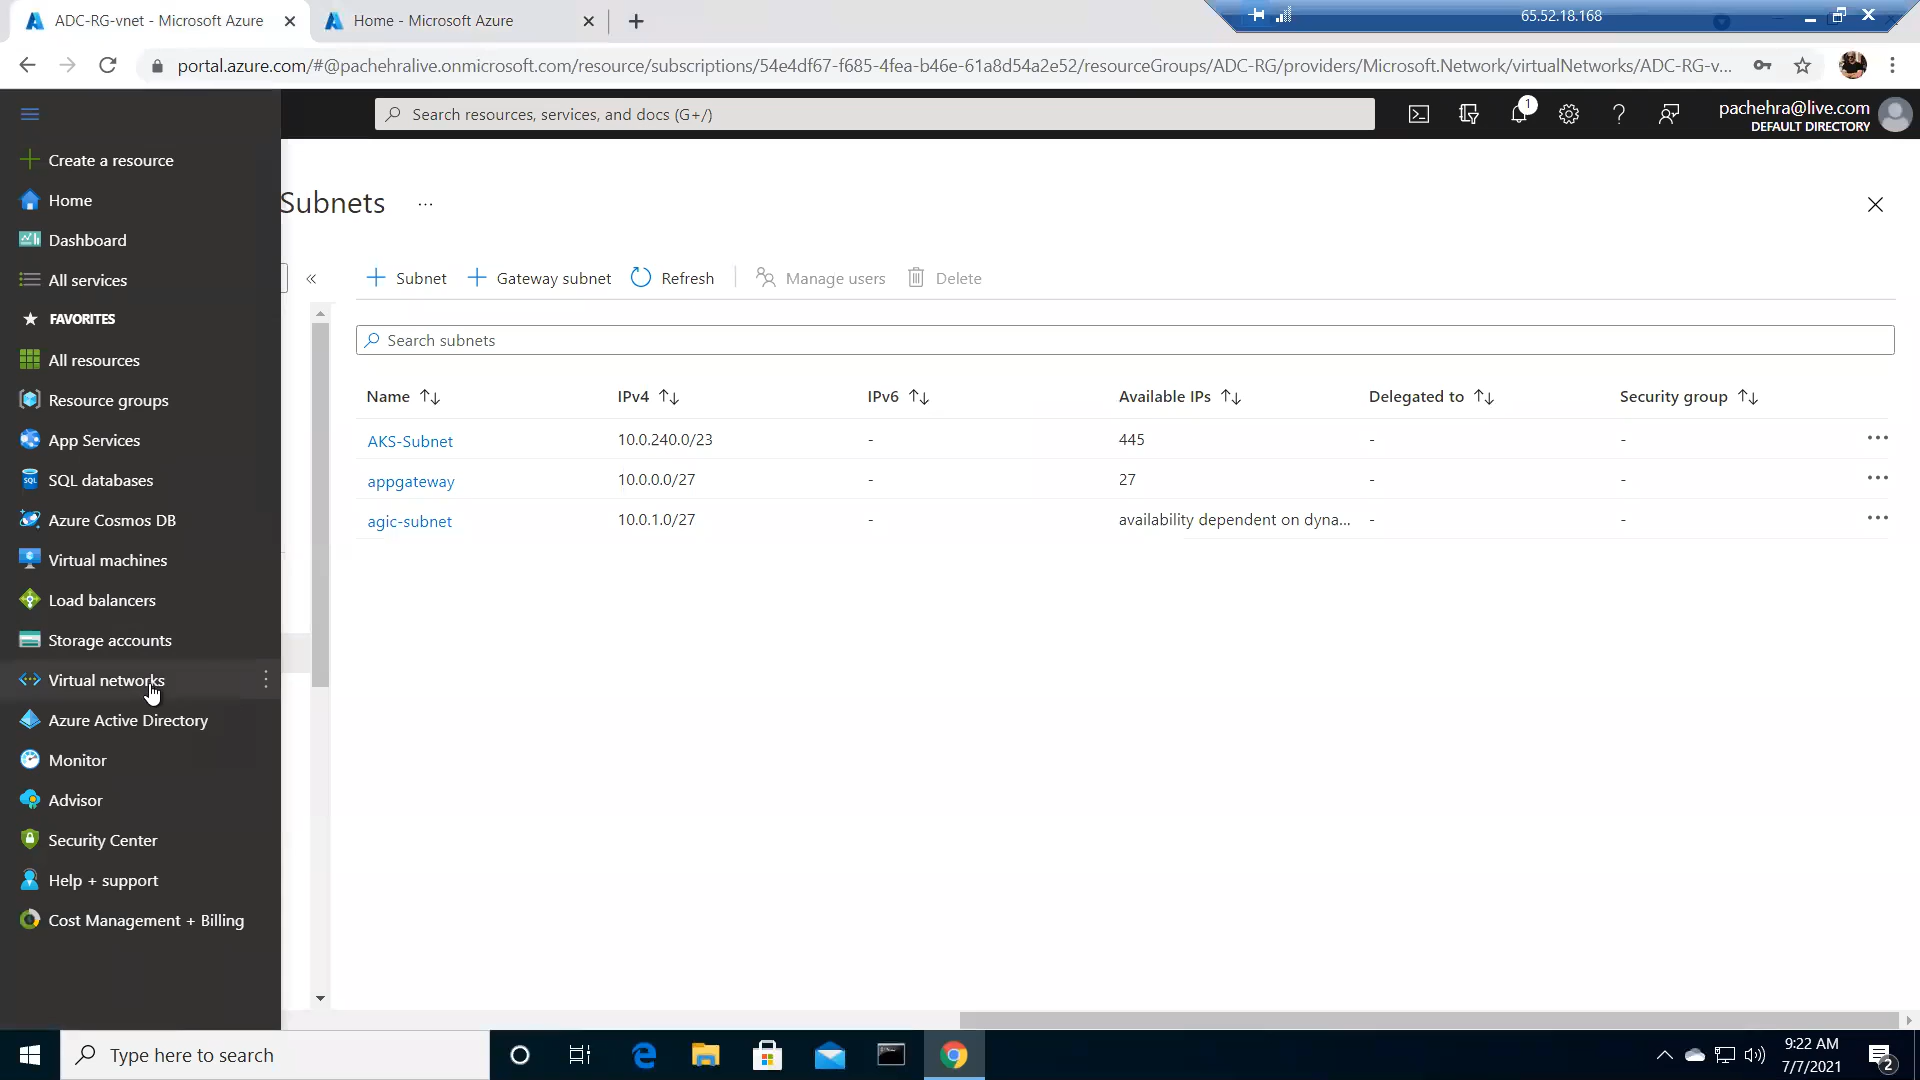 ADC-RG-vnet - Microsoft Azure
Home - Microsoft Azure
65.52.18.168
portal.azure.com/#@pachehralive.onmicrosoft.com/resource/subscriptions/54e4df67-f685-4fea-b46e-61a8d54a2e52/resourceGroups/ADC-RG/providers/Microsoft.Network/virtualNetworks/ADC-RG-v...
Search resources, services, and docs (G+/)
1
pachehra@live.com
DEFAULT DIRECTORY
Create a resource
Home
Dashboard
All services
FAVORITES
All resources
Resource groups
App Services
SQL
SQL databases
Azure Cosmos DB
Virtual machines
Load balancers
Storage accounts
Virtual networks
Azure Active Directory
Monitor
Advisor
Security Center
Help + support
Cost Management + Billing
Subnets ...
Subnet Gateway subnet Refresh Manage users Delete
Search subnets
Name IPv4 IPv6 Available IPs Delegated to Security group
AKS-Subnet 10.0.240.0/23 - 445 - -
appgateway 10.0.0.0/27 - 27 - -
agic-subnet 10.0.1.0/27 - availability dependent on dyna... - -
Type here to search
9:22 AM
7/7/2021
2